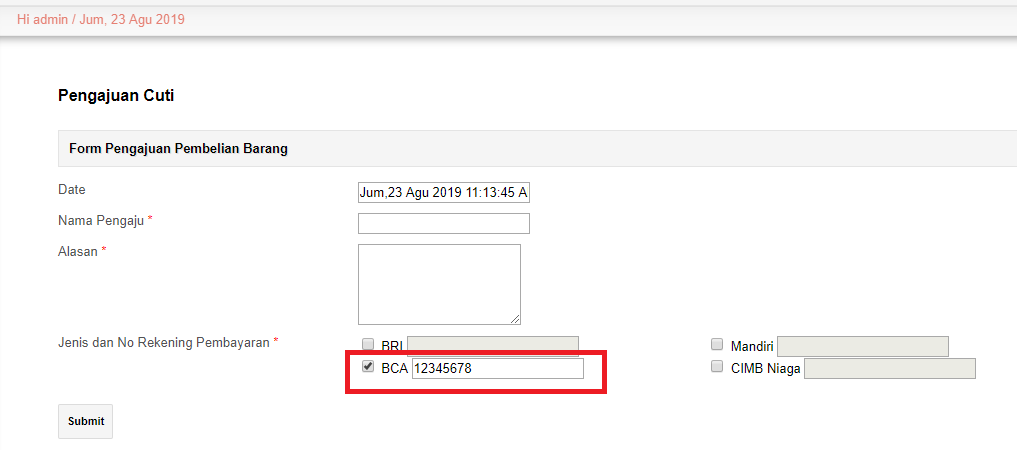 Hi admin / Jum, 23 Agu 2019
Pengajuan Cuti
Form Pengajuan Pembelian Barang
Date Jum,23 Agu 2019 11:13:45 A
Nama Pengaju *
Alasan *
Jenis dan No Rekening Pembayaran * BRI Mandiri
BCA 12345678 CIMB Niaga
Submit